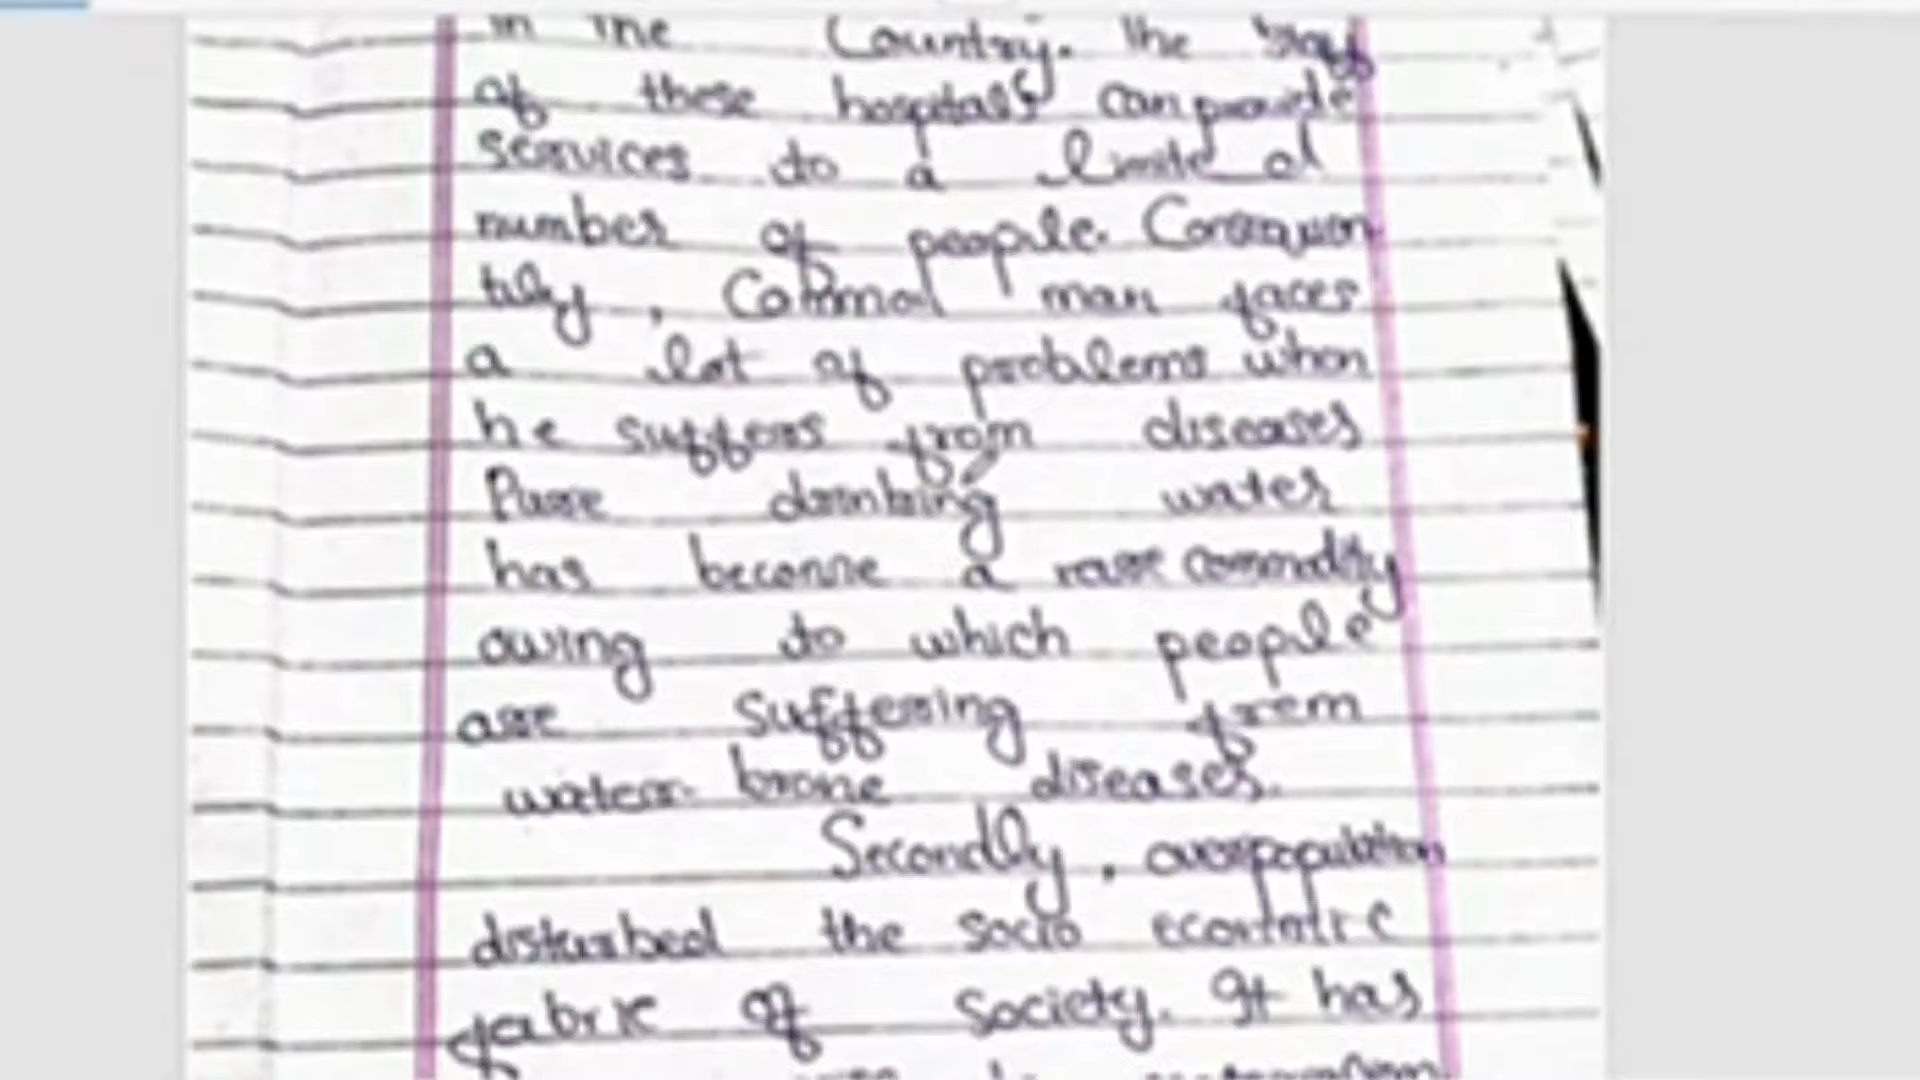 in the Country. The staff
of these hospitals can provide
services to a limited
number of people. Consequen
tly, Common man faces
a lot of problems when
he suffers from diseases
Pure drinking water
has become a rare commodity
owing to which people
are suffering from
water brone diseases.
Secondly, overpopulation
disturbed the socio economic
fabric of society. It has